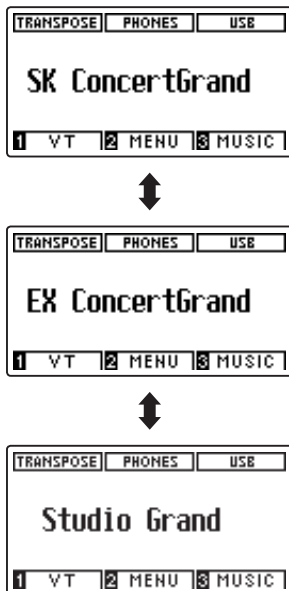 TRANSPOSE PHONES USB
SK ConcertGrand
1 VT 2 MENU 3 MUSIC
TRANSPOSE PHONES USB
EX ConcertGrand
1 VT 2 MENU 3 MUSIC
TRANSPOSE PHONES USB
Studio Grand
1 VT 2 MENU 3 MUSIC